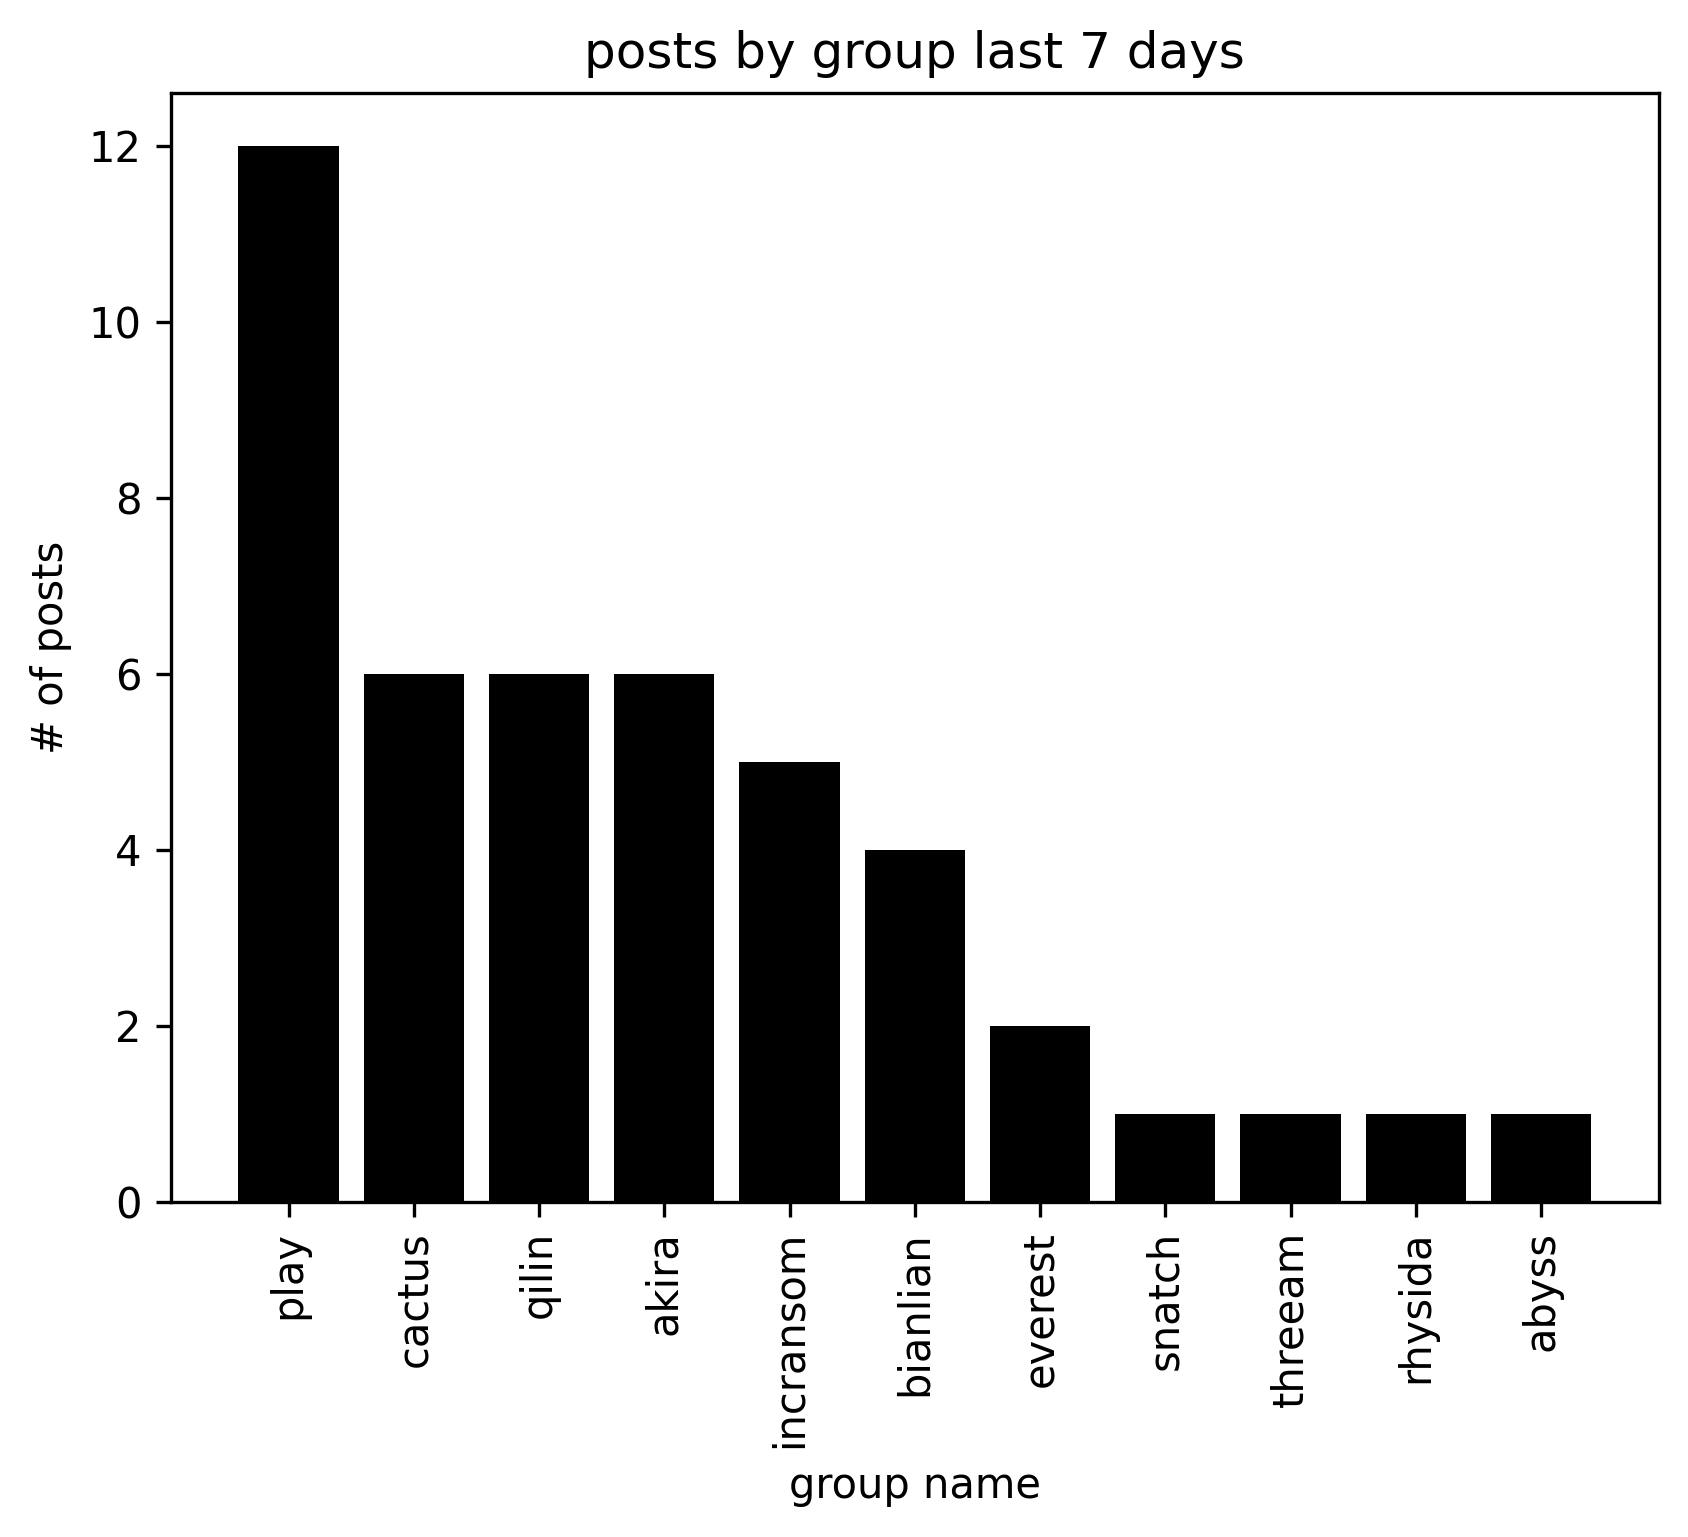 posts by group last 7 days
12
10
8
6
4
2
0
# of posts
play
cactus
qilin
akira
incransom
bianlian
everest
snatch
threeam
rhysida
abyss
group name